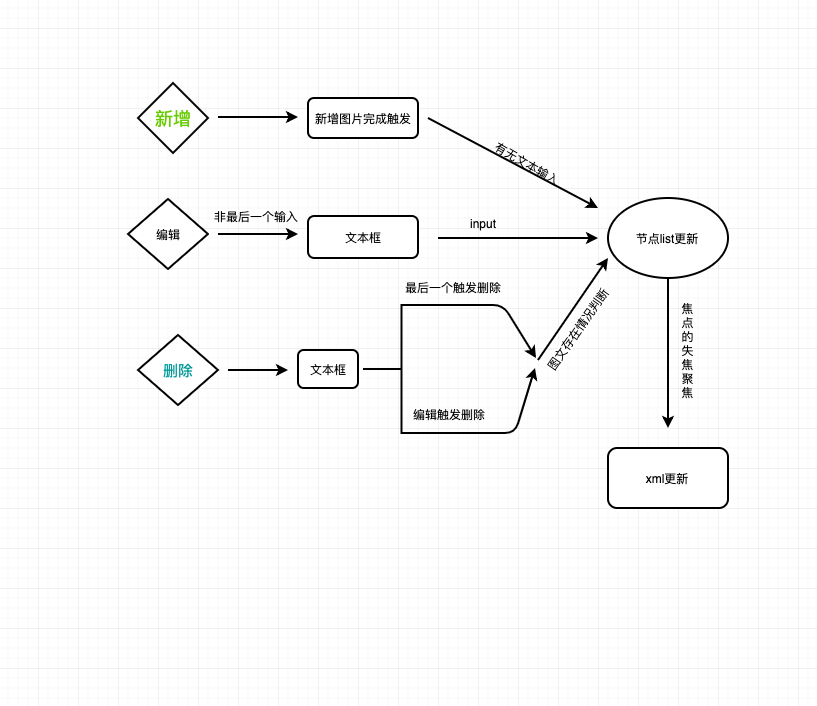 新增
新增图片完成触发
有无文本输入
编辑
非最后一个输入
文本框
input
节点list更新
最后一个触发删除
图文存在情况判断
焦点的失焦聚焦
删除
文本框
编辑触发删除
xml更新